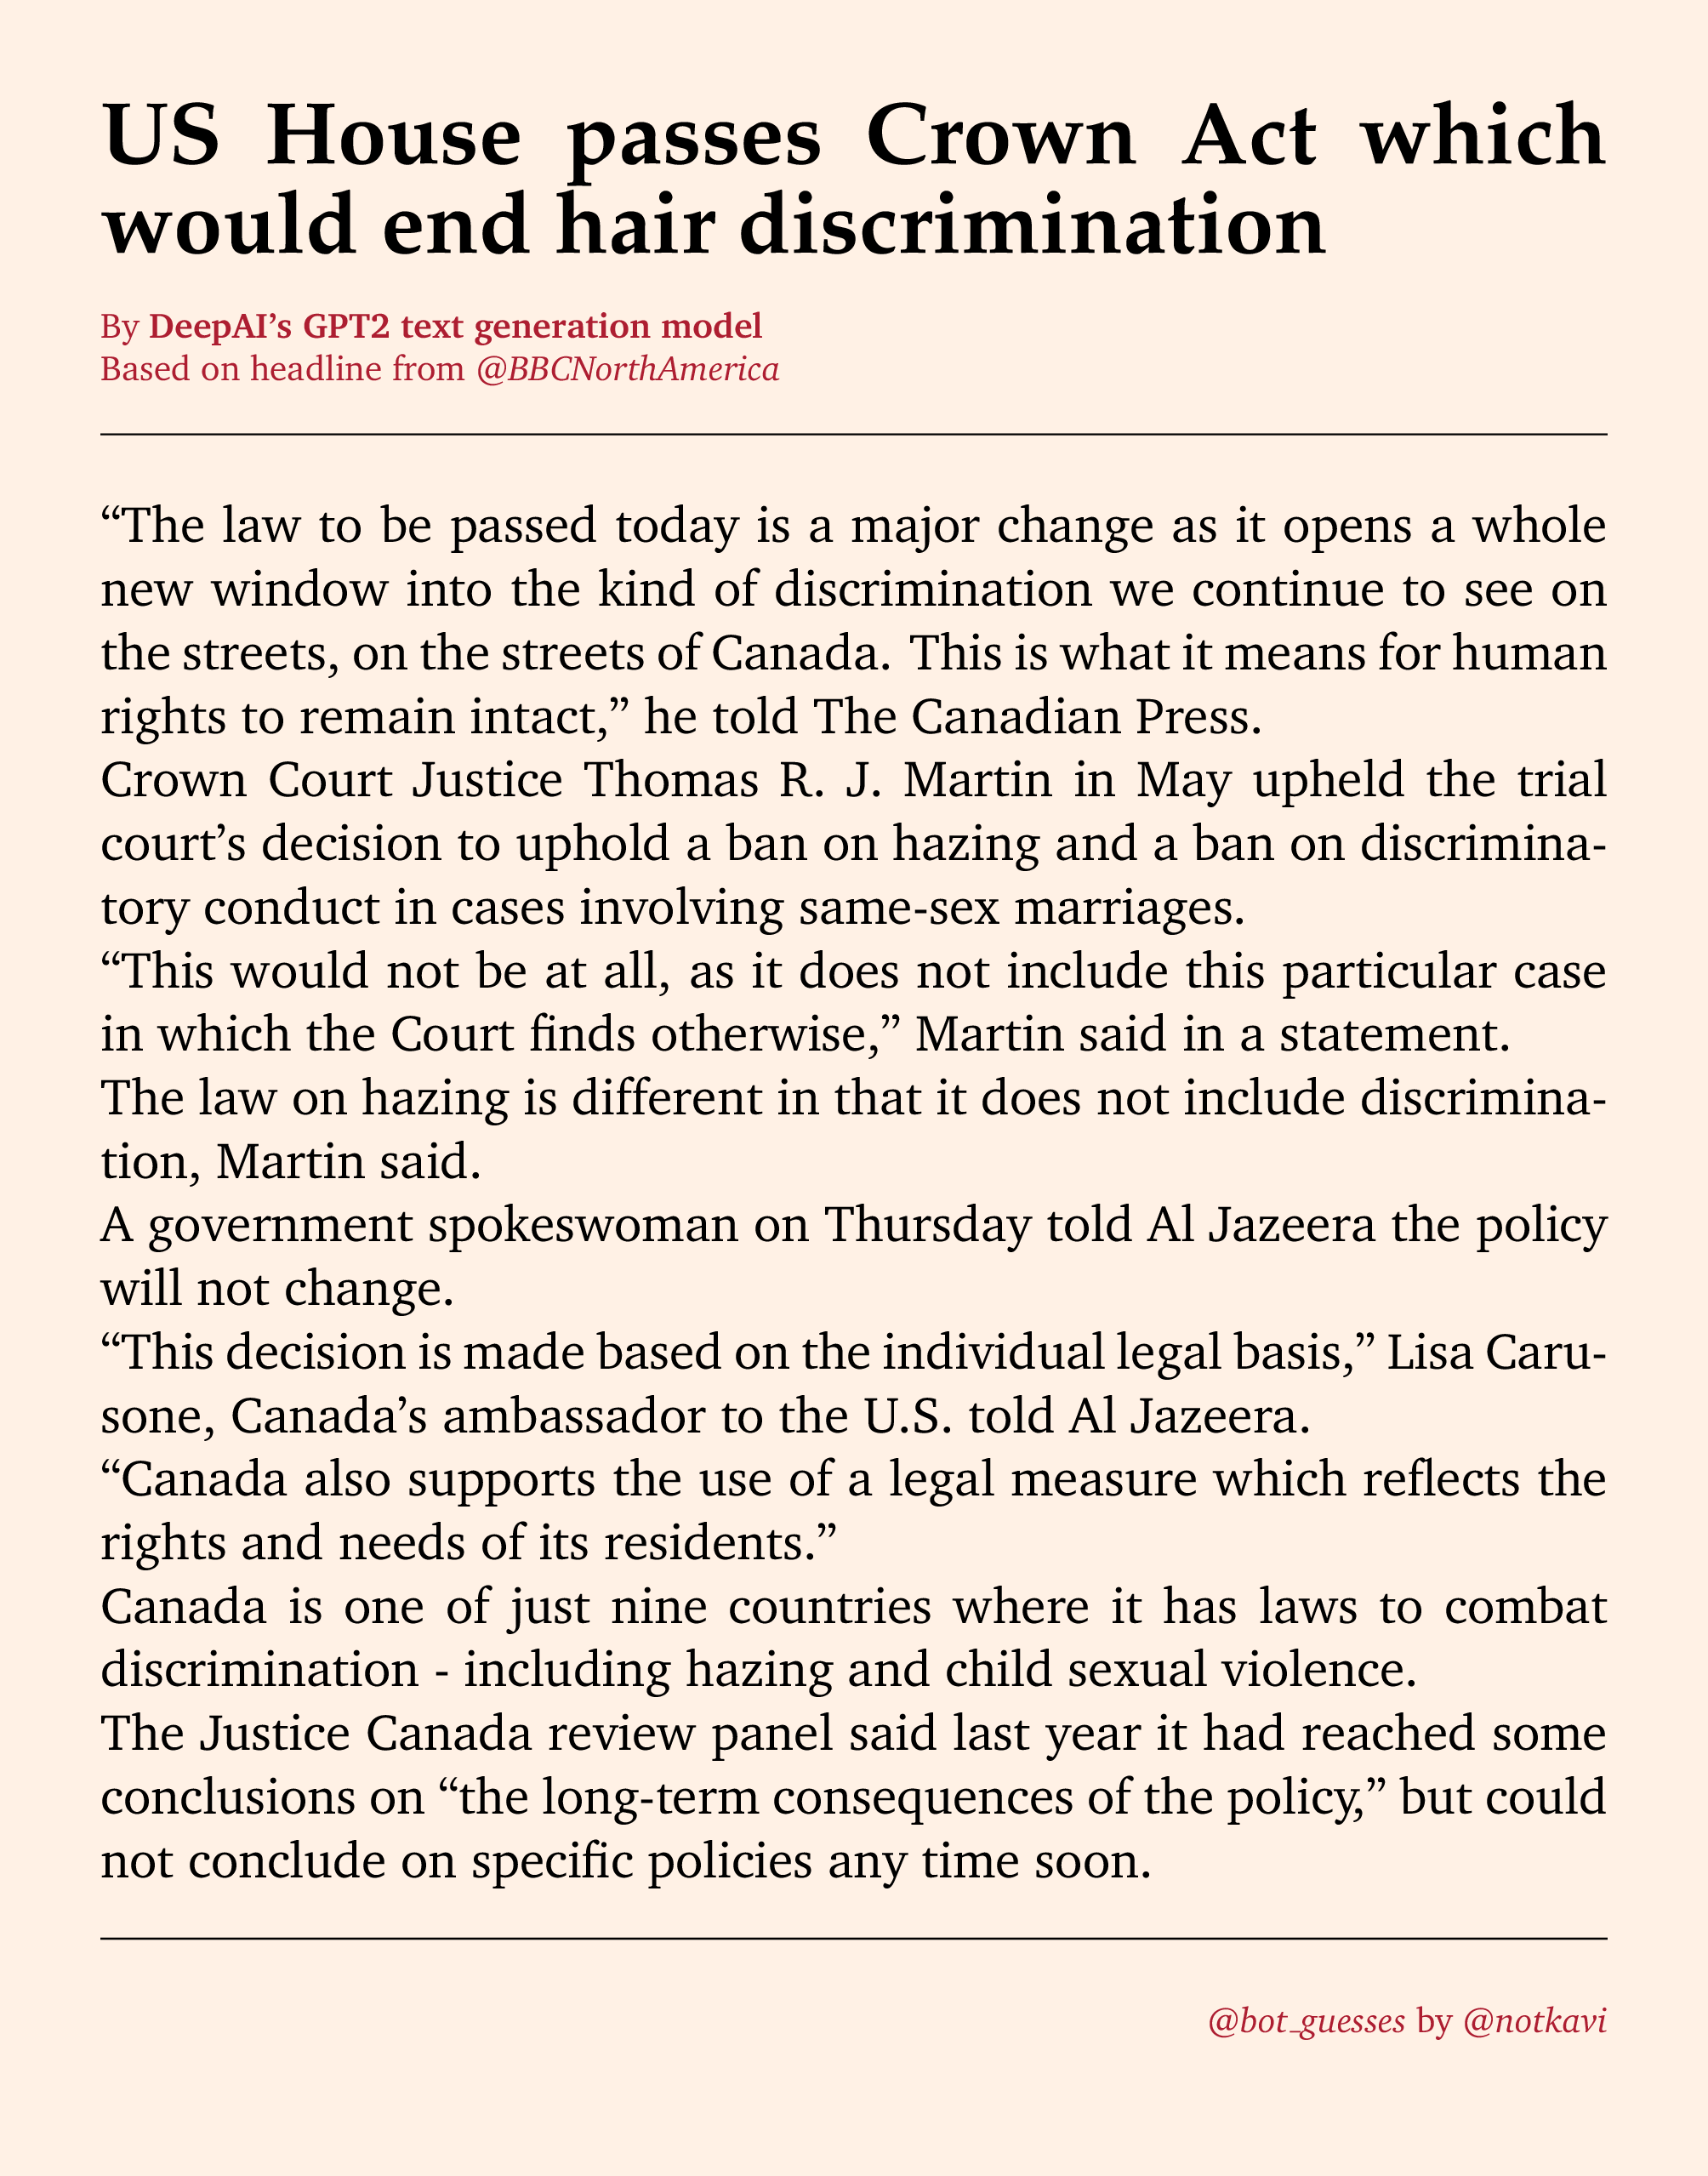 US House passes Crown Act which
would end hair discrimination
By DeepAI’s GPT2 text generation model
Based on headline from @BBCNorthAmerica
“The law to be passed today is a major change as it opens a whole
new window into the kind of discrimination we continue to see on
the streets, on the streets of Canada. This is what it means for human
rights to remain intact,” he told The Canadian Press.
Crown Court Justice Thomas R. J. Martin in May upheld the trial
court’s decision to uphold a ban on hazing and a ban on discrimina-
tory conduct in cases involving same-sex marriages.
“This would not be at all, as it does not include this particular case
in which the Court finds otherwise,” Martin said in a statement.
The law on hazing is different in that it does not include discrimina-
tion, Martin said.
A government spokeswoman on Thursday told Al Jazeera the policy
will not change.
“This decision is made based on the individual legal basis,” Lisa Caru-
sone, Canada’s ambassador to the U.S. told Al Jazeera.
“Canada also supports the use of a legal measure which reflects the
rights and needs of its residents.”
Canada is one of just nine countries where it has laws to combat
discrimination - including hazing and child sexual violence.
The Justice Canada review panel said last year it had reached some
conclusions on “the long-term consequences of the policy,” but could
not conclude on specific policies any time soon.
@bot_guesses by @notkavi